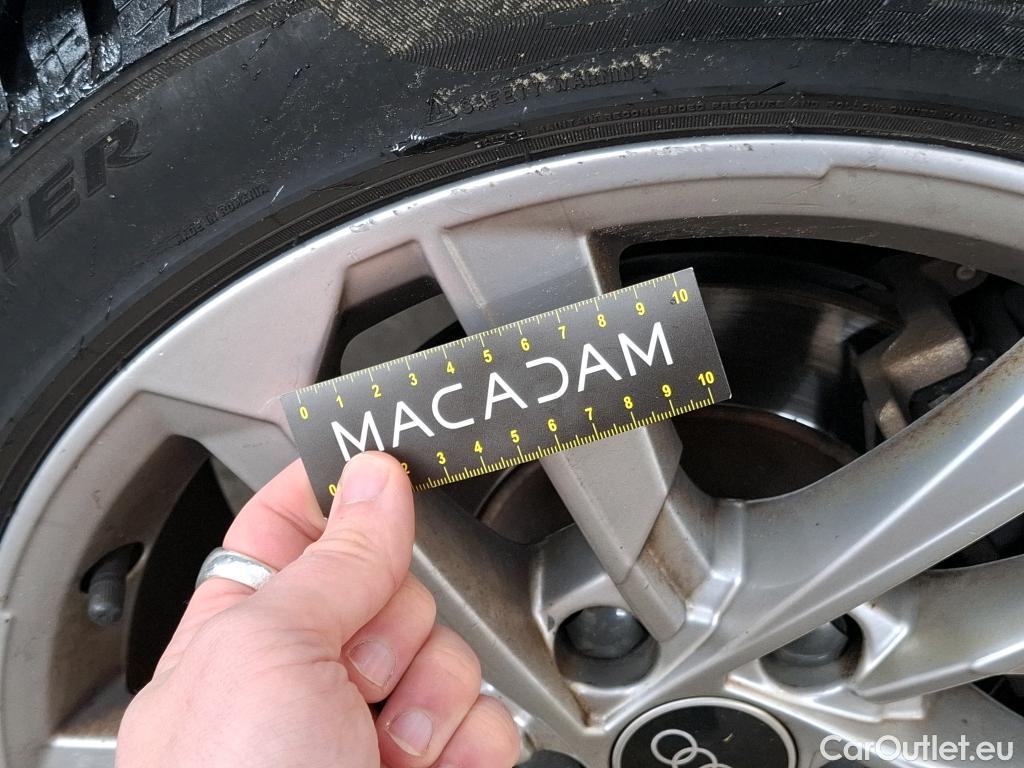 SAFETY WARNING
TER
MADE IN ROMANIA
0 1 2 3 4 5 6 7 8 9 10
MACADAM
0 2 3 4 5 6 7 8 9 10
CarOutlet.eu